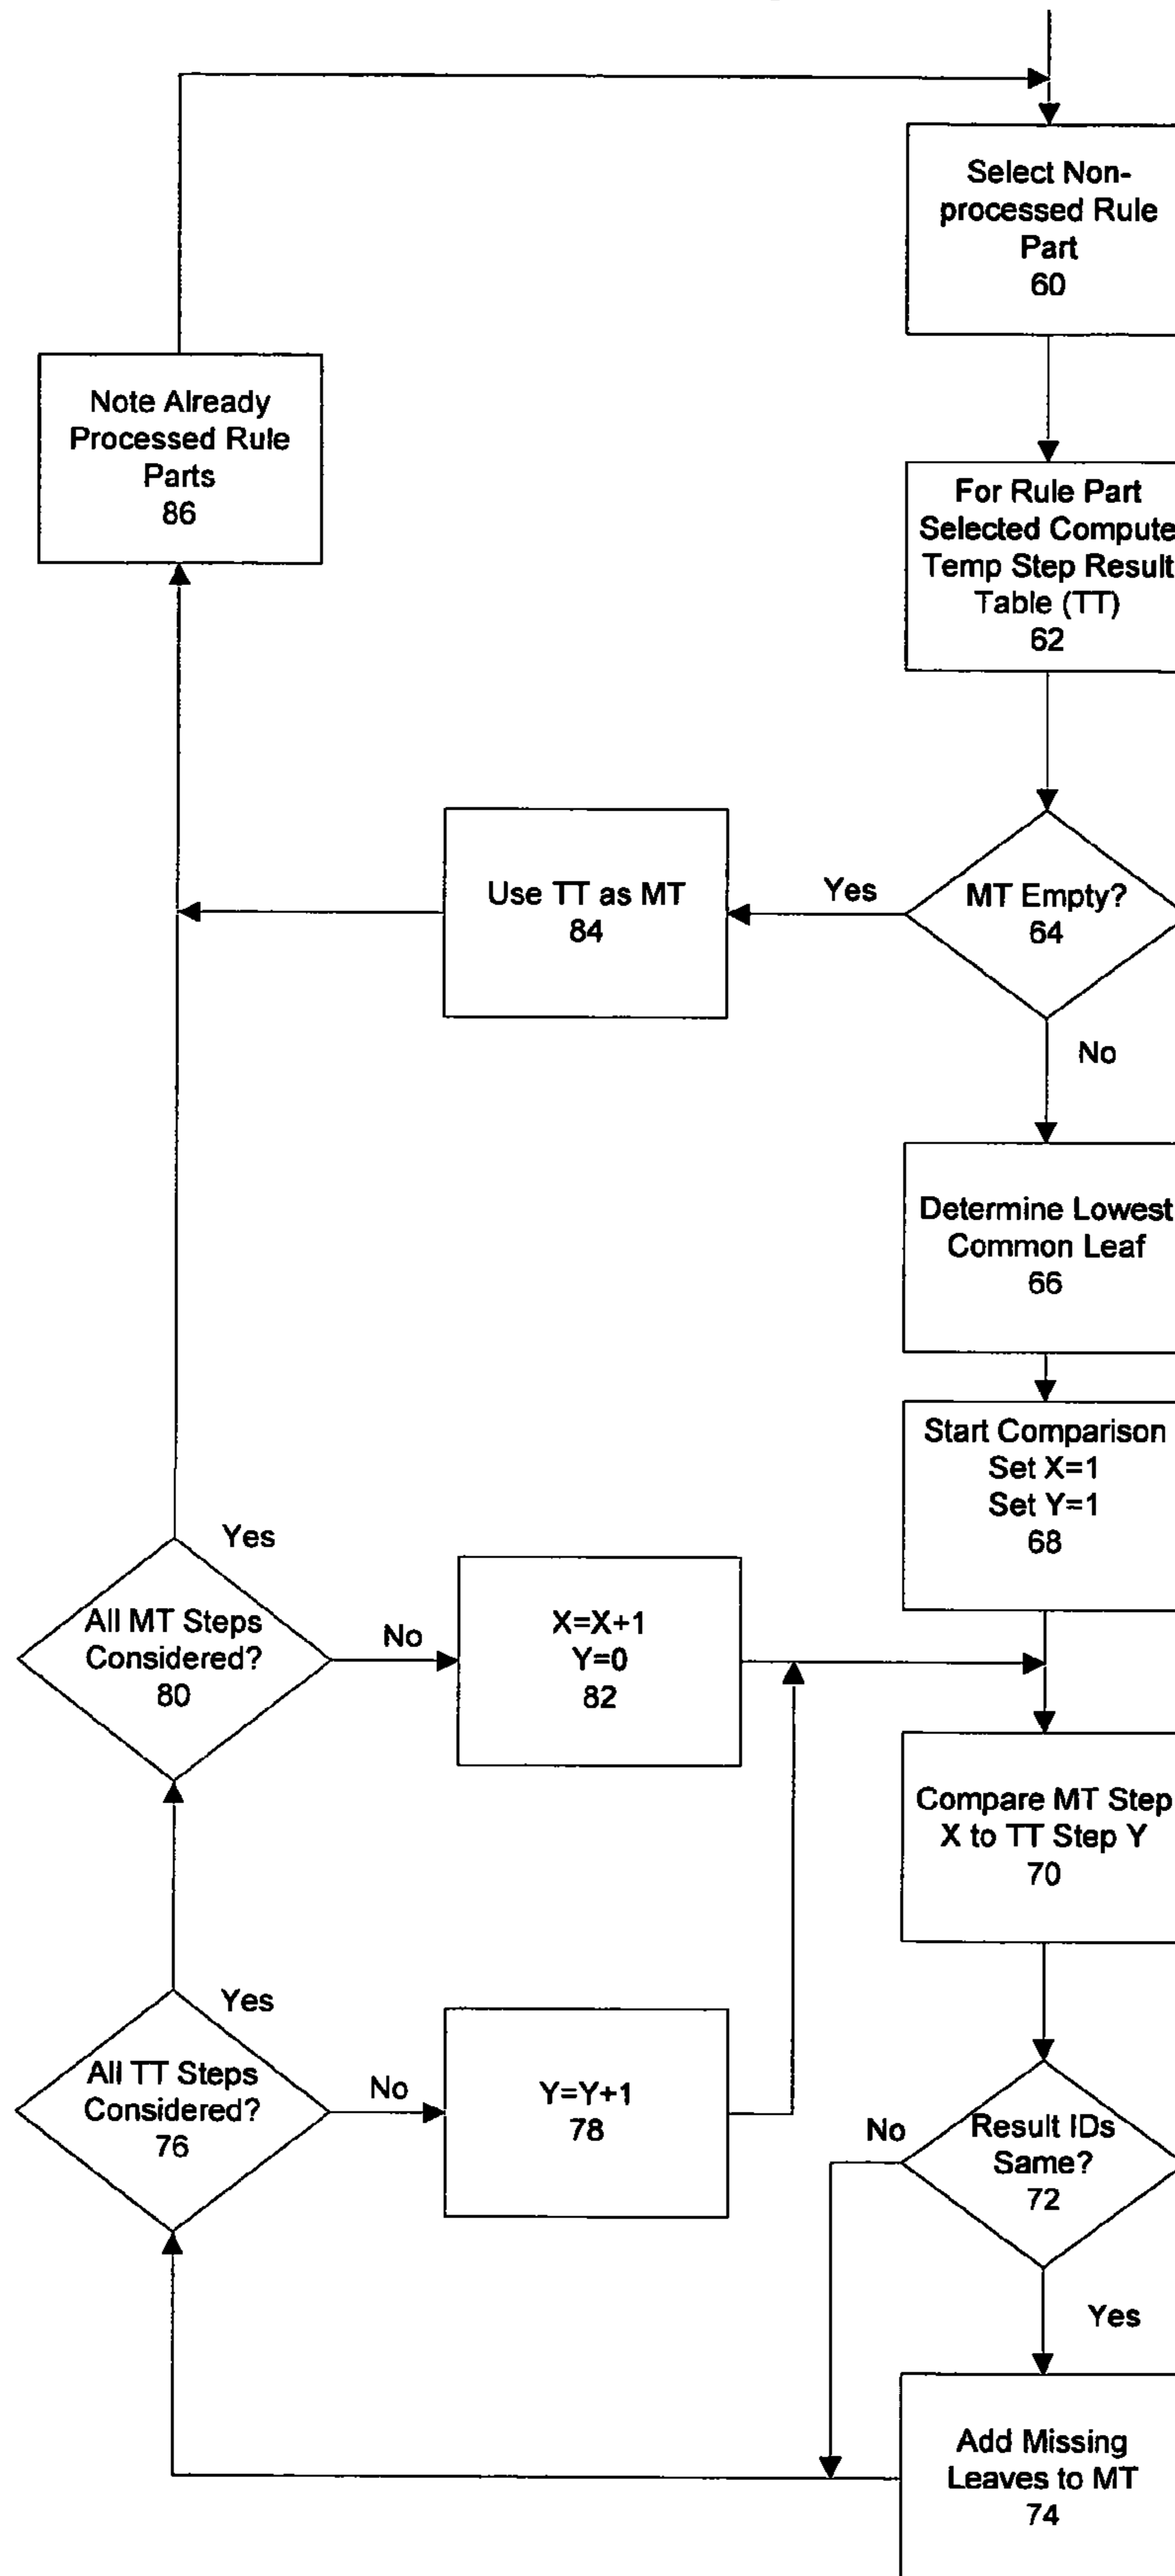 Select Non-
processed Rule
Part
60
Note Already
Processed Rule
Parts
86
For Rule Part
Selected Compute
Temp Step Result
Table (TT)
62
Use TT as MT
84
Yes
MT Empty?
64
No
Determine Lowest
Common Leaf
66
Start Comparison
Set X=1
Set Y=1
68
Yes
All MT Steps
Considered?
80
No
X=X+1
Y=0
82
Compare MT Step
X to TT Step Y
70
Yes
All TT Steps
Considered?
76
No
Y=Y+1
78
No
Result IDs
Same?
72
Yes
Add Missing
Leaves to MT
74